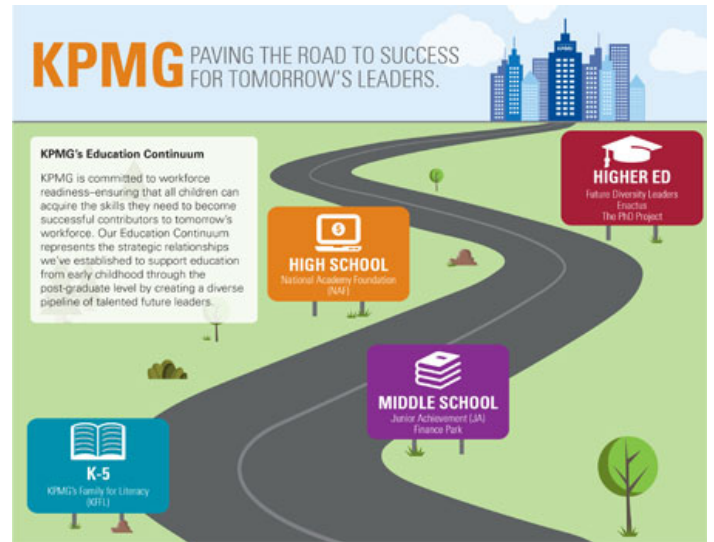 KPMG PAVING THE ROAD TO SUCCESS
FOR TOMORROW'S LEADERS.
KPMG
KPMG's Education Continuum
KPMG is committed to workforce
readiness–ensuring that all children can
acquire the skills they need to become
successful contributors to tomorrow's
workforce. Our Education Continuum
represents the strategic relationships
we've established to support education
from early childhood through the
post-graduate level by creating a diverse
pipeline of talented future leaders.
HIGHER ED
Future Diversity Leaders
Enactus
The PhD Project
$
HIGH SCHOOL
National Academy Foundation
(NAF)
MIDDLE SCHOOL
Junior Achievement (JA)
Finance Park
K-5
KPMG's Family for Literacy
(KFFL)